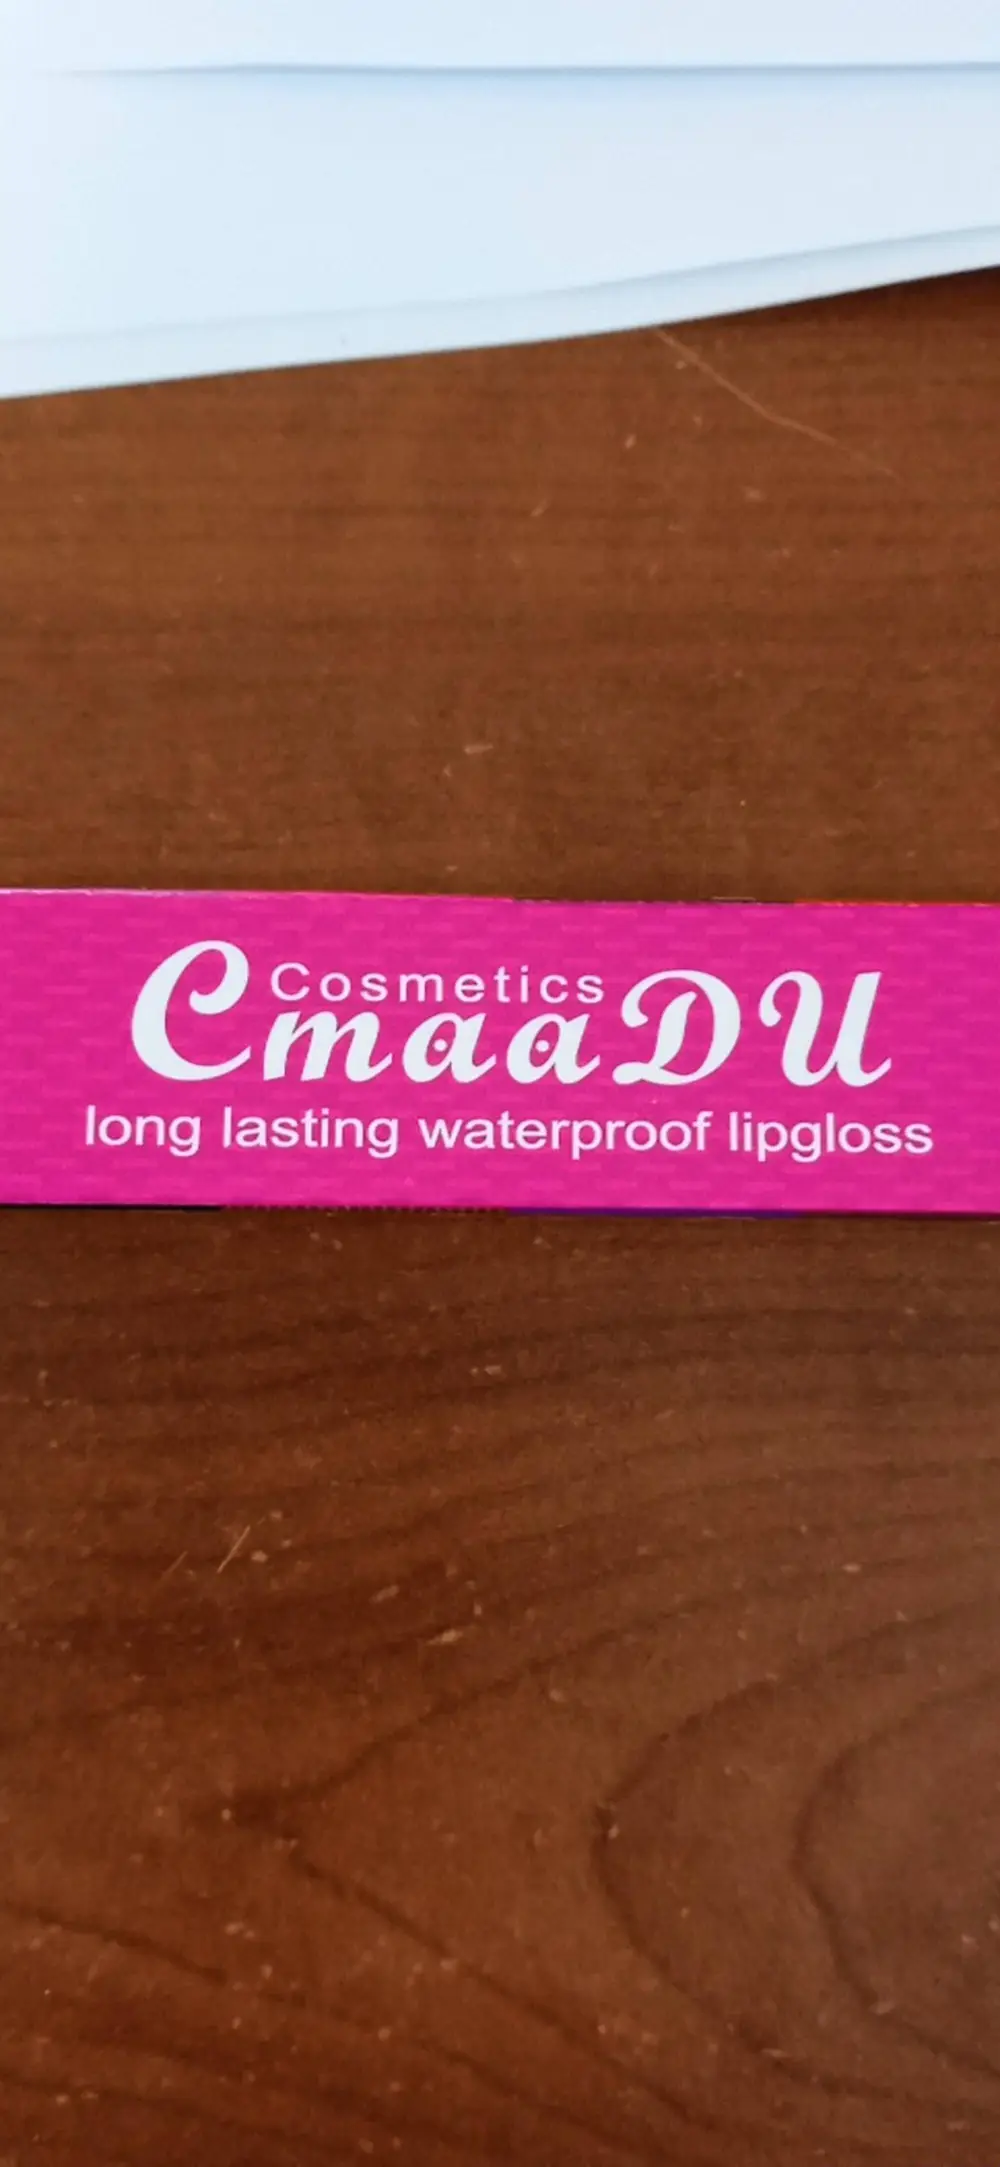 Cosmetics
CmaaDU
long lasting waterproof lipgloss